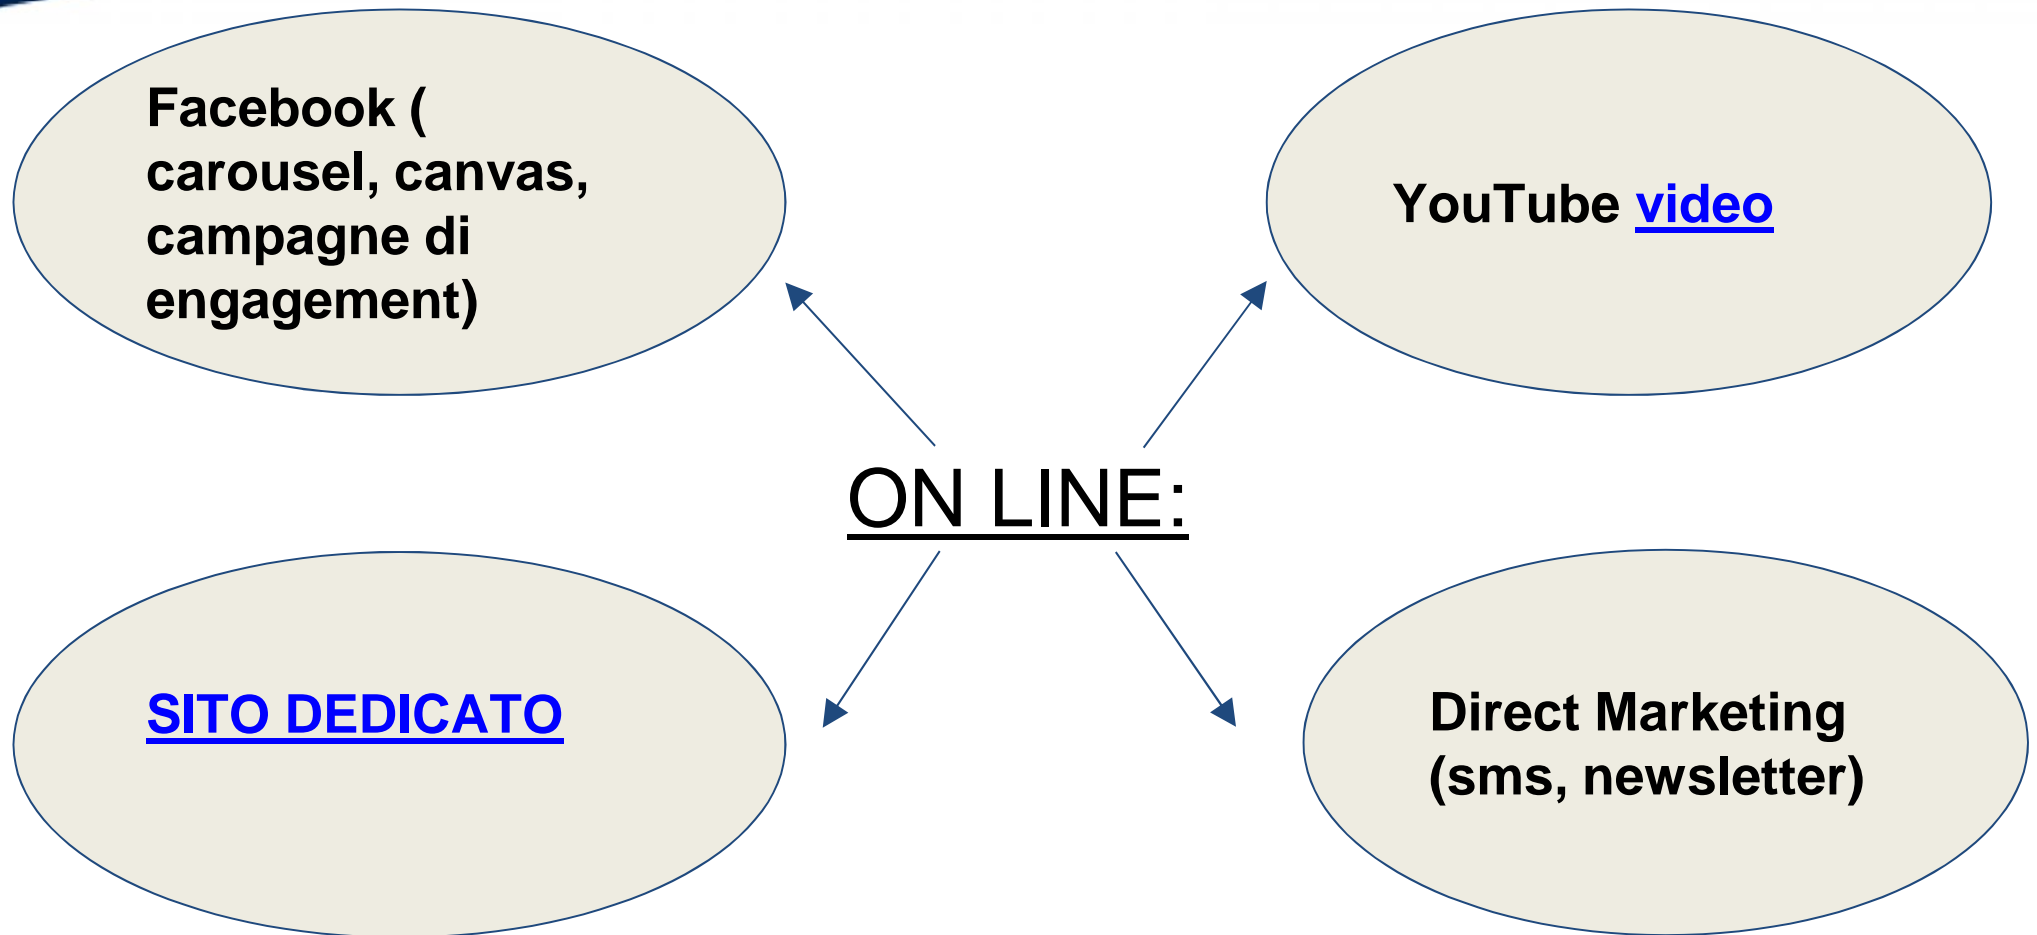 Facebook (
carousel, canvas,
campagne di
engagement)
YouTube video
ON LINE:
SITO DEDICATO
Direct Marketing
(sms, newsletter)